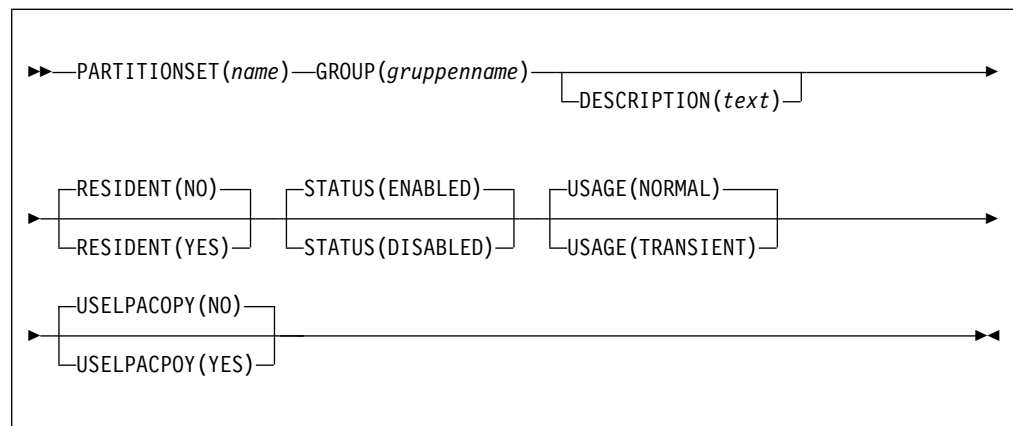 PARTITIONSET(name) GROUP(gruppenname)
DESCRIPTION(text)
RESIDENT(NO) STATUS(ENABLED) USAGE(NORMAL)
RESIDENT(YES) STATUS(DISABLED) USAGE(TRANSIENT)
USELPACOPY(NO)
USELPACPOY(YES)